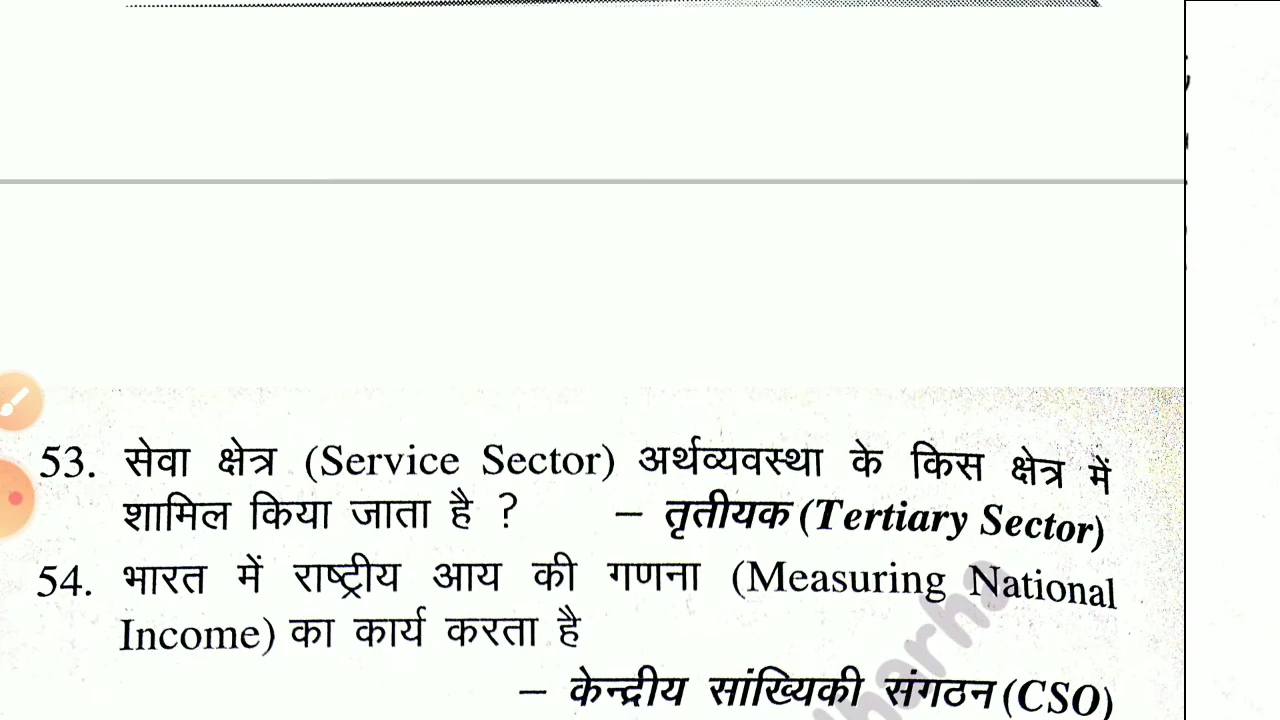 53. सेवा क्षेत्र (Service Sector) अर्थव्यवस्था के किस क्षेत्र में
शामिल किया जाता है ? – तृतीयक (Tertiary Sector)
54. भारत में राष्ट्रीय आय की गणना (Measuring National
Income) का कार्य करता है
– केन्द्रीय सांख्यिकी संगठन (CSO)